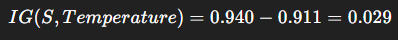 IG(S, Temperature) = 0.940 − 0.911 = 0.029